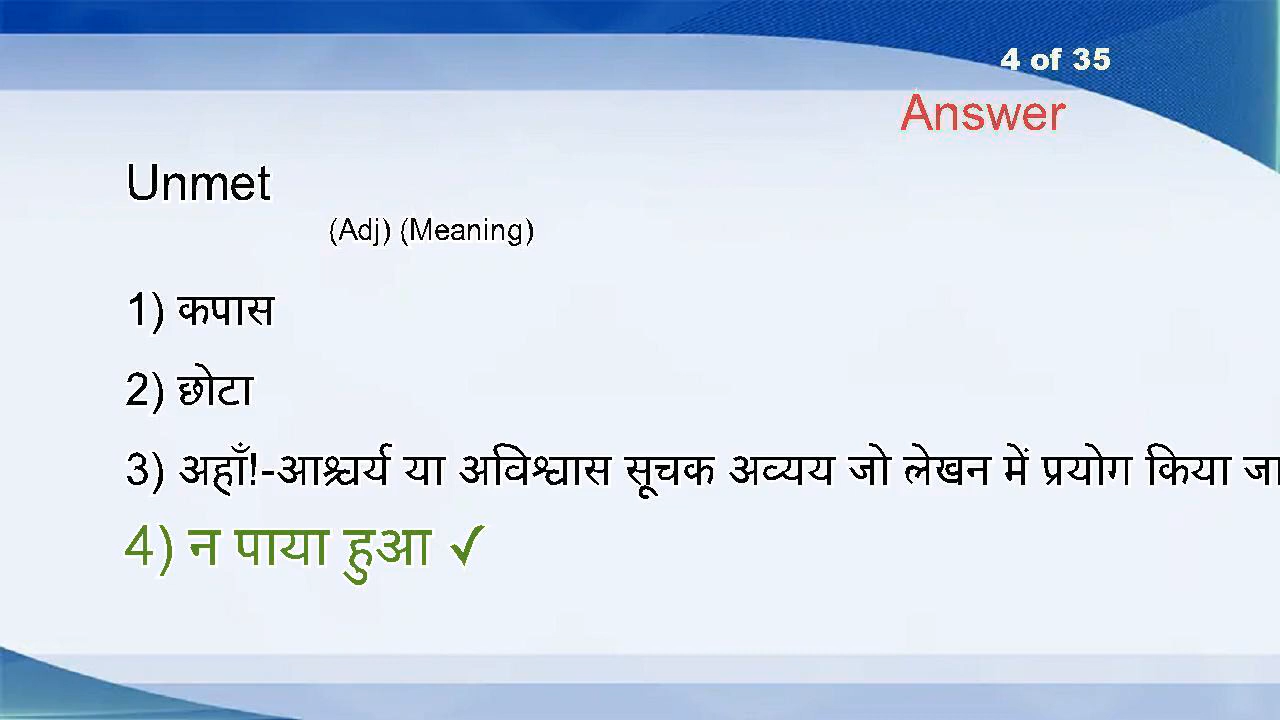 4 of 35
Answer
Unmet
(Adj) (Meaning)
1) कपास
2) छोटा
3) अहाँ!-आश्चर्य या अविश्वास सूचक अव्यय जो लेखन में प्रयोग किया जा
4) न पाया हुआ ✓